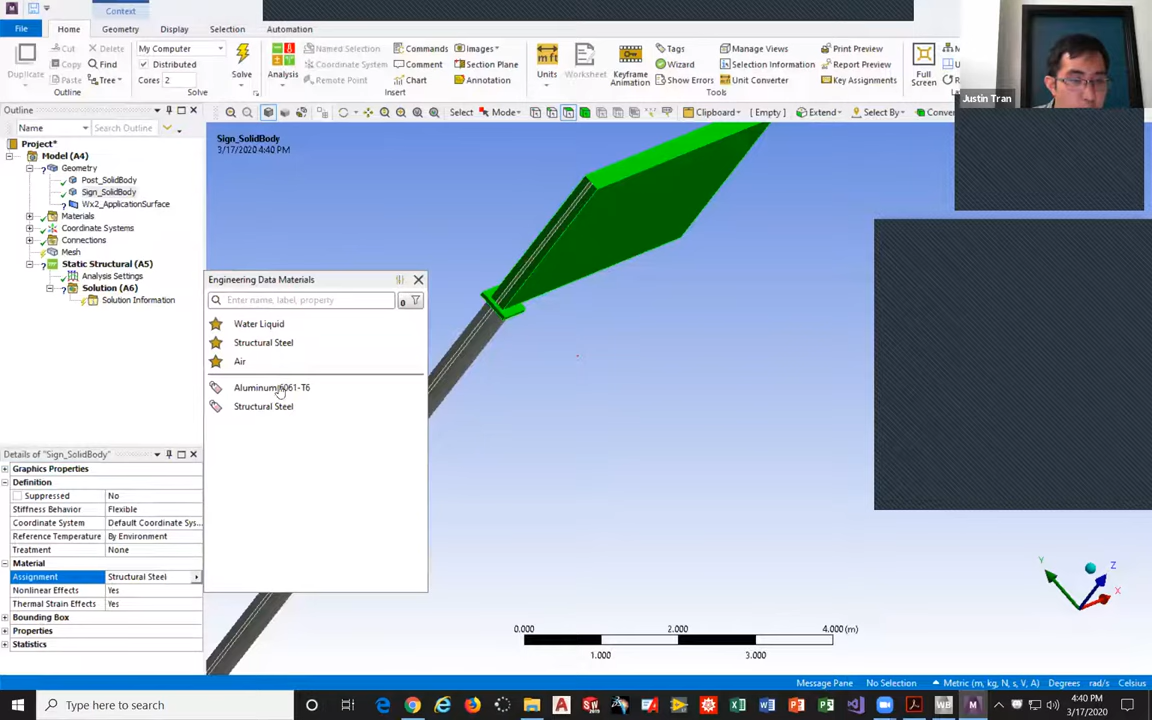 Context
File Home Geometry Display Selection Automation
Duplicate
Cut
Copy
Paste
Delete
Find
Tree
Outline
My Computer
Distributed
Cores 2
Solve
Solve
Analysis
Named Selection
Coordinate System
Remote Point
Commands
Comment
Chart
Images
Section Plane
Annotation
Insert
Units
Worksheet
Keyframe
Animation
Tags
Wizard
Show Errors
Manage Views
Selection Information
Unit Converter
Print Preview
Report Preview
Key Assignments
Tools
Full
Screen
Justin Tran
Outline
Name
Search Outline
Select Mode Clipboard [ Empty ] Extend Select By Conver
Project*
Model (A4)
Geometry
Post_SolidBody
Sign_SolidBody
Wx2_ApplicationSurface
Materials
Coordinate Systems
Connections
Mesh
Static Structural (A5)
Analysis Settings
Solution (A6)
Solution Information
Sign_SolidBody
3/17/2020 4:40 PM
Engineering Data Materials
Enter name, label, property
0
Water Liquid
Structural Steel
Air
Aluminum 6061-T6
Structural Steel
Details of "Sign_SolidBody"
Graphics Properties
Definition
Suppressed No
Stiffness Behavior Flexible
Coordinate System Default Coordinate Sys...
Reference Temperature By Environment
Treatment None
Material
Assignment Structural Steel
Nonlinear Effects Yes
Thermal Strain Effects Yes
Bounding Box
Properties
Statistics
0.000 2.000 4.000 (m)
1.000 3.000
Y Z X
Message Pane No Selection Metric (m, kg, N, s, V, A) Degrees rad/s Celsius
Type here to search
4:40 PM
3/17/2020